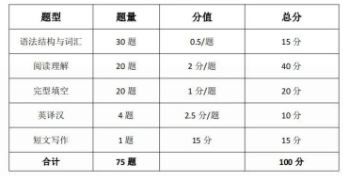 题型 题量 分值 总分
语法结构与词汇 30 题 0.5/题 15 分
阅读理解 20 题 2 分/题 40 分
完型填空 20 题 1 分/题 20 分
英译汉 4 题 2.5 分/题 10 分
短文写作 1 题 15 分 15 分
合计 75 题 100 分